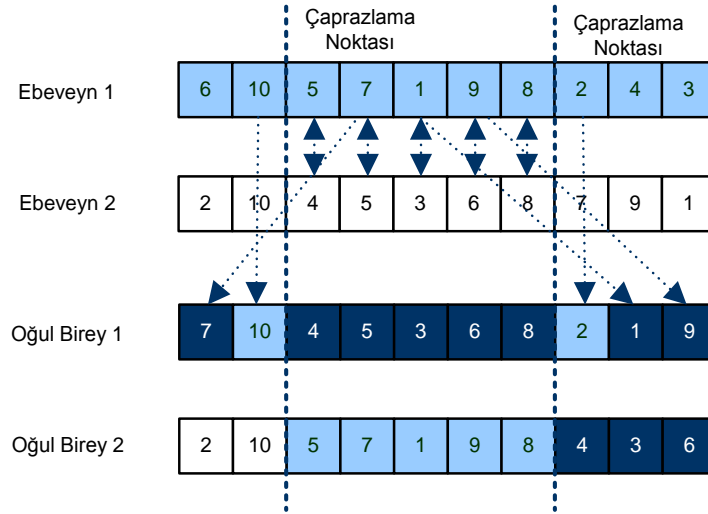 Çaprazlama
Noktası
Çaprazlama
Noktası
Ebeveyn 1
6 10 5 7 1 9 8 2 4 3
Ebeveyn 2
2 10 4 5 3 6 8 7 9 1
Oğul Birey 1
7 10 4 5 3 6 8 2 1 9
Oğul Birey 2
2 10 5 7 1 9 8 4 3 6